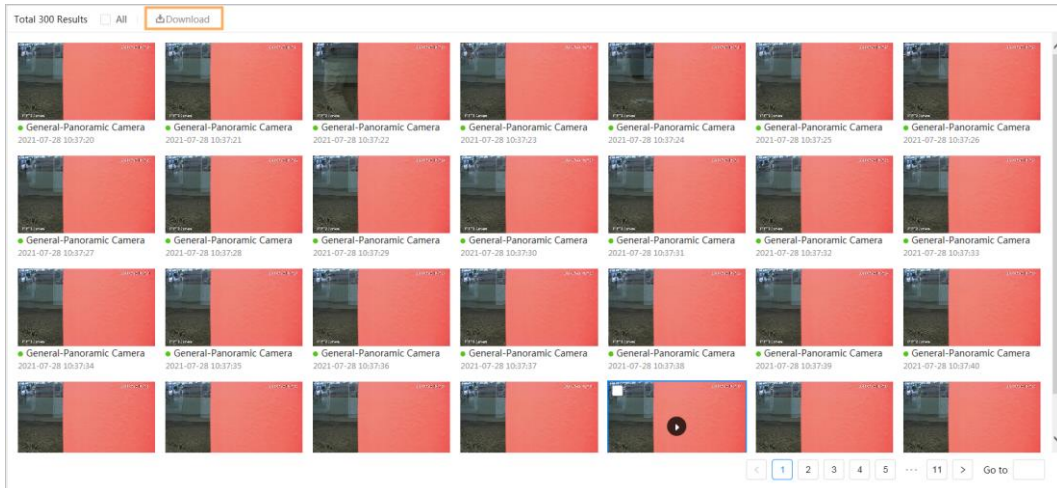 Total 300 Results All Download
General-Panoramic Camera General-Panoramic Camera General-Panoramic Camera General-Panoramic Camera General-Panoramic Camera General-Panoramic Camera General-Panoramic Camera
2021-07-28 10:37:20 2021-07-28 10:37:21 2021-07-28 10:37:22 2021-07-28 10:37:23 2021-07-28 10:37:24 2021-07-28 10:37:25 2021-07-28 10:37:26
General-Panoramic Camera General-Panoramic Camera General-Panoramic Camera General-Panoramic Camera General-Panoramic Camera General-Panoramic Camera General-Panoramic Camera
2021-07-28 10:37:27 2021-07-28 10:37:28 2021-07-28 10:37:29 2021-07-28 10:37:30 2021-07-28 10:37:31 2021-07-28 10:37:32 2021-07-28 10:37:33
General-Panoramic Camera General-Panoramic Camera General-Panoramic Camera General-Panoramic Camera General-Panoramic Camera General-Panoramic Camera General-Panoramic Camera
2021-07-28 10:37:34 2021-07-28 10:37:35 2021-07-28 10:37:36 2021-07-28 10:37:37 2021-07-28 10:37:38 2021-07-28 10:37:39 2021-07-28 10:37:40
< 1 2 3 4 5 ··· 11 > Go to